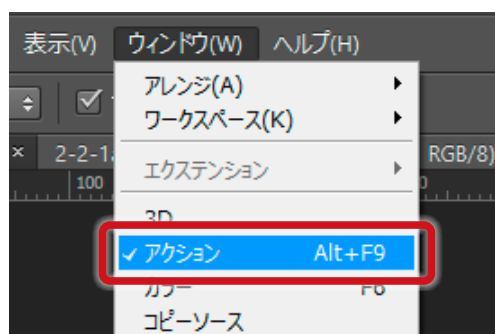 表示(V) ウィンドウ(W) ヘルプ(H)
アレンジ(A)
ワークスペース(K)
× 2-2-1 RGB/8)
エクステンション
100
3D
✓ アクション Alt+F9
カラー F6
コピーソース